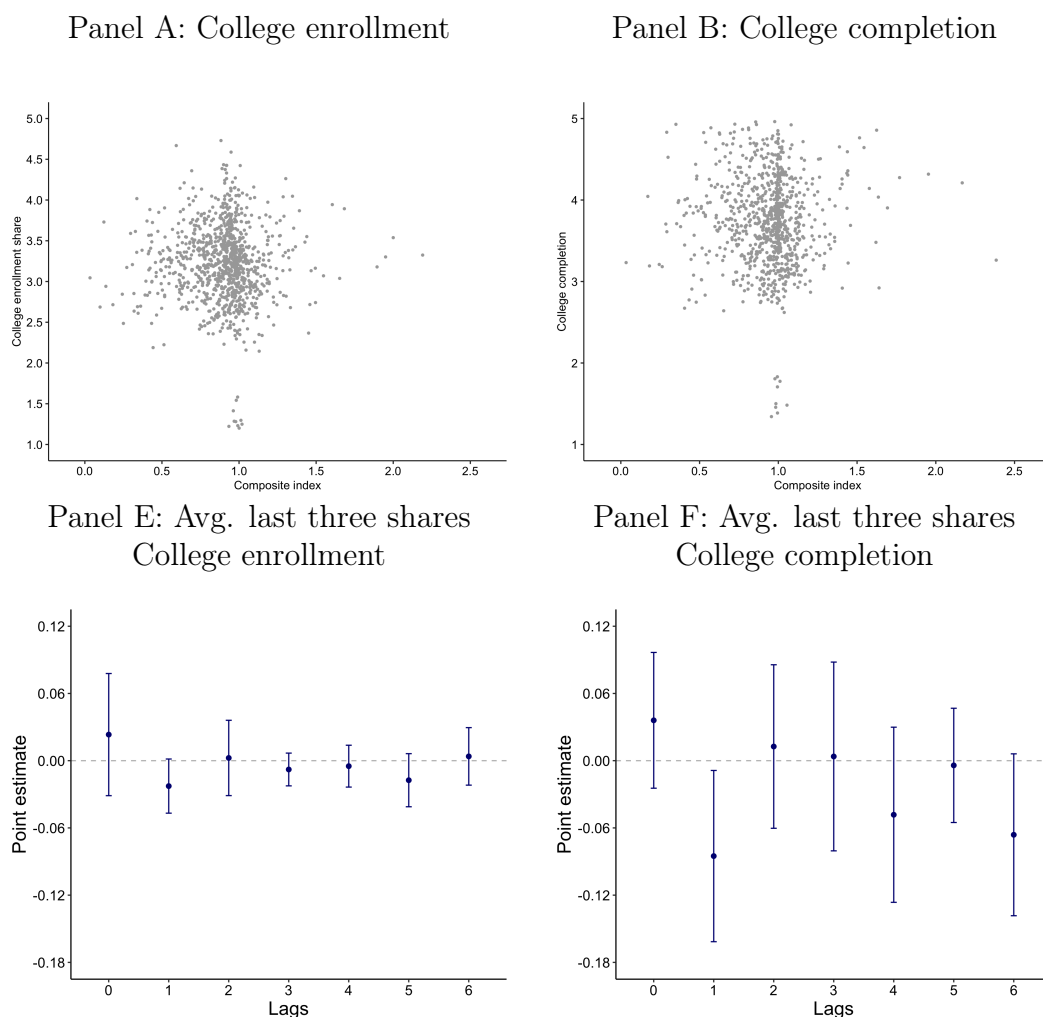 Panel A: College enrollment
Panel B: College completion
College enrollment share
5.0
4.5
4.0
3.5
3.0
2.5
2.0
1.5
1.0
0.0 0.5 1.0 1.5 2.0 2.5
Composite index
College completion
5
4
3
2
1
0.0 0.5 1.0 1.5 2.0 2.5
Composite index
Panel E: Avg. last three shares
College enrollment
Panel F: Avg. last three shares
College completion
Point estimate
0.12
0.06
0.00
-0.06
-0.12
-0.18
0 1 2 3 4 5 6
Lags
Point estimate
0.12
0.06
0.00
-0.06
-0.12
-0.18
0 1 2 3 4 5 6
Lags